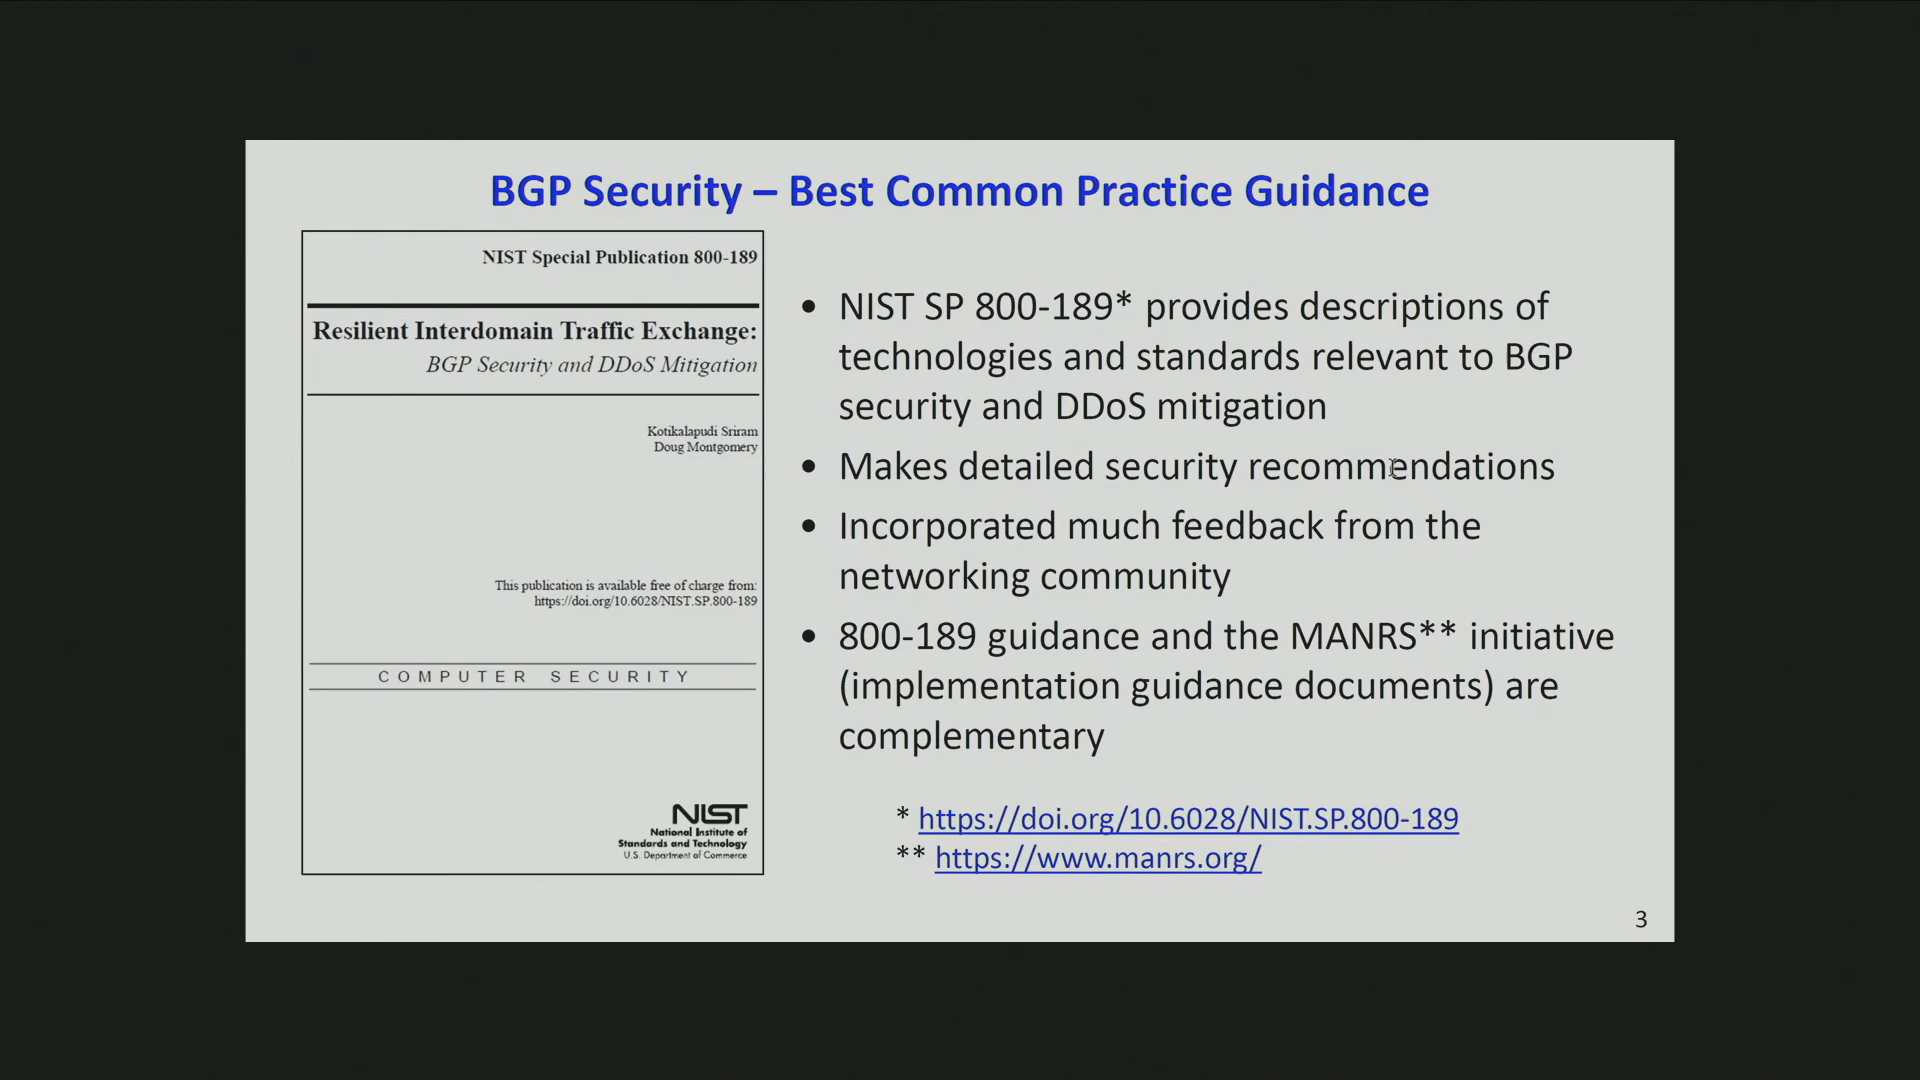 BGP Security – Best Common Practice Guidance
NIST Special Publication 800-189
Resilient Interdomain Traffic Exchange:
BGP Security and DDoS Mitigation
Kotikalapudi Sriram
Doug Montgomery
This publication is available free of charge from:
https://doi.org/10.6028/NIST.SP.800-189
COMPUTER SECURITY
NIST
National Institute of
Standards and Technology
U.S. Department of Commerce
• NIST SP 800-189* provides descriptions of
technologies and standards relevant to BGP
security and DDoS mitigation
• Makes detailed security recommendations
• Incorporated much feedback from the
networking community
• 800-189 guidance and the MANRS** initiative
(implementation guidance documents) are
complementary
* https://doi.org/10.6028/NIST.SP.800-189
** https://www.manrs.org/
3